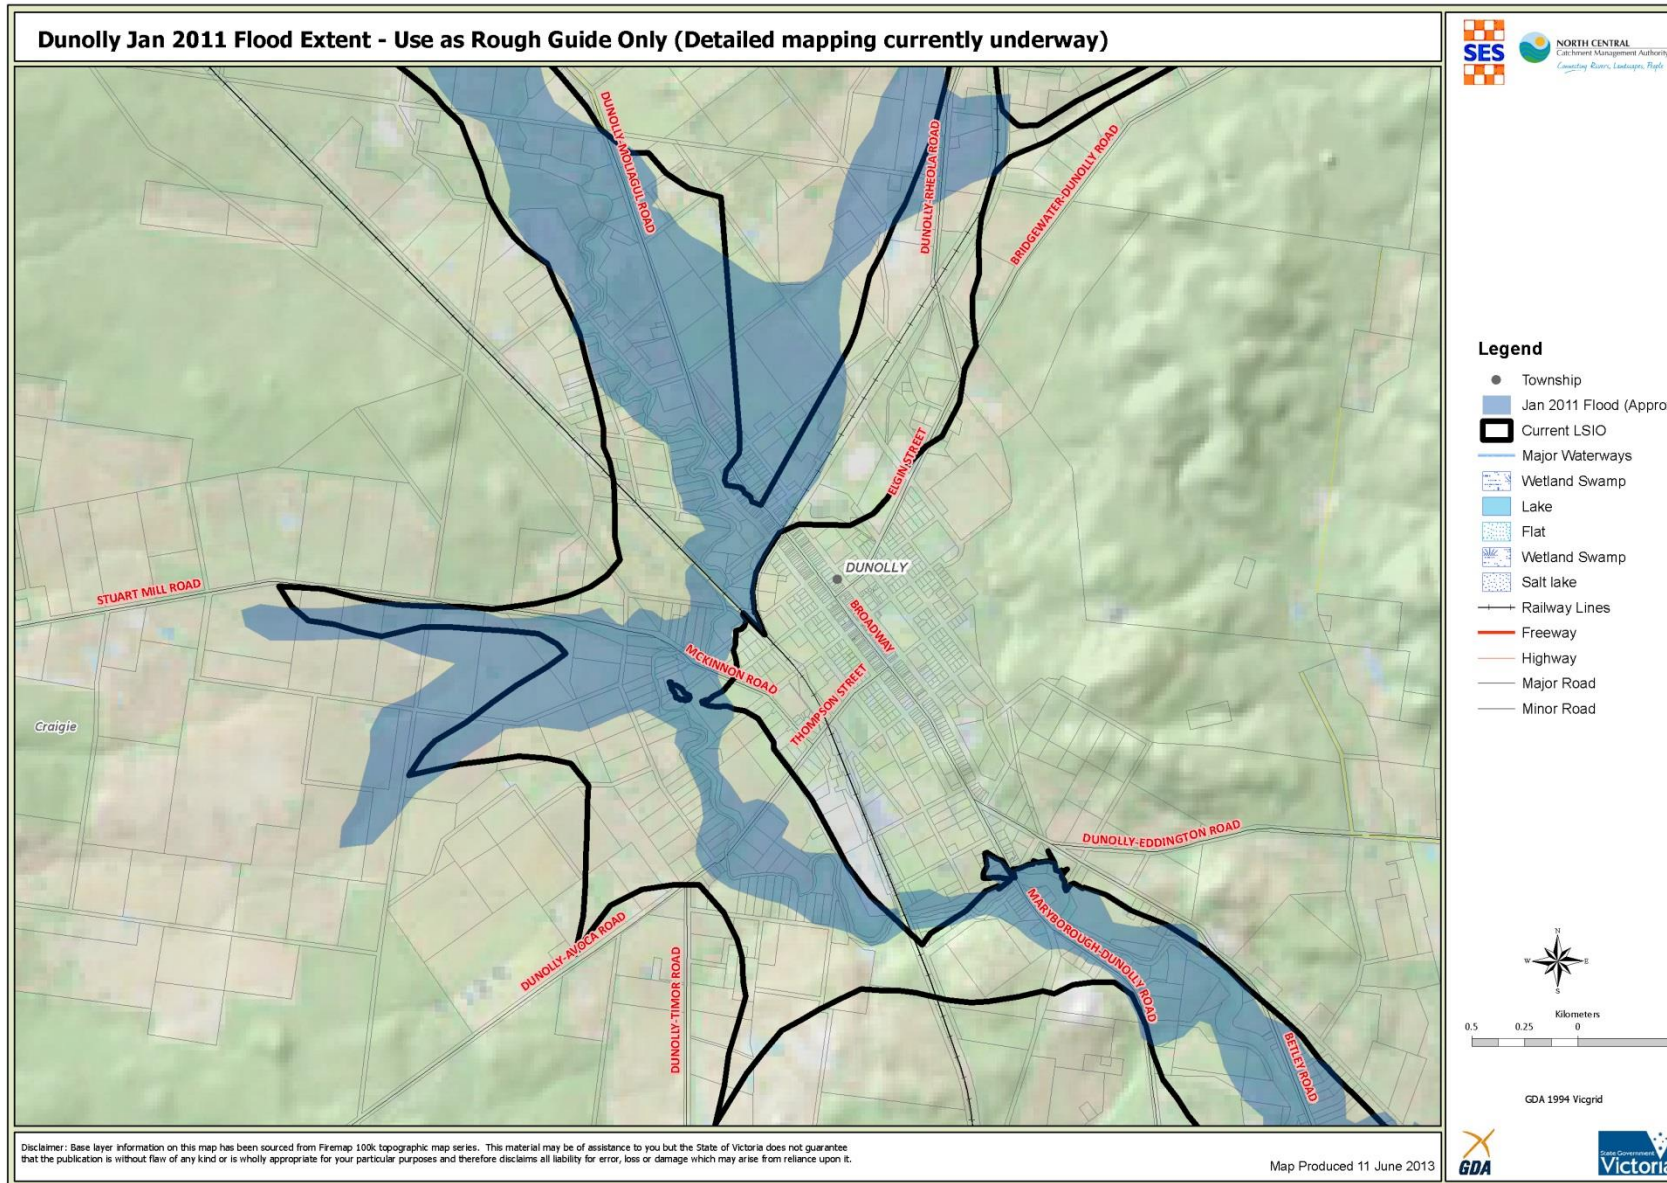 Dunolly Jan 2011 Flood Extent - Use as Rough Guide Only (Detailed mapping currently underway)
SES
NORTH CENTRAL
Catchment Management Authority
Connecting Rivers, Landscapes, People
DUNOLLY-MOLIAGUL ROAD
DUNOLLY-RHEOLA ROAD
BRIDGEWATER-DUNOLLY ROAD
ELGIN STREET
STUART MILL ROAD
DUNOLLY
BROADWAY
MCKINNON ROAD
THOMPSON STREET
Craigie
DUNOLLY-EDDINGTON ROAD
DUNOLLY-AVOCA ROAD
DUNOLLY-TIMOR ROAD
MARYBOROUGH-DUNOLLY ROAD
BETLEY ROAD
Legend
Township
Jan 2011 Flood (Appro
Current LSIO
Major Waterways
Wetland Swamp
Lake
Flat
Wetland Swamp
Salt lake
Railway Lines
Freeway
Highway
Major Road
Minor Road
N
W E
S
Kilometers
0.5 0.25 0
GDA 1994 Vicgrid
GDA
State Government
Victoria
Disclaimer: Base layer information on this map has been sourced from Firemap 100k topographic map series. This material may be of assistance to you but the State of Victoria does not guarantee
that the publication is without flaw of any kind or is wholly appropriate for your particular purposes and therefore disclaims all liability for error, loss or damage which may arise from reliance upon it.
Map Produced 11 June 2013